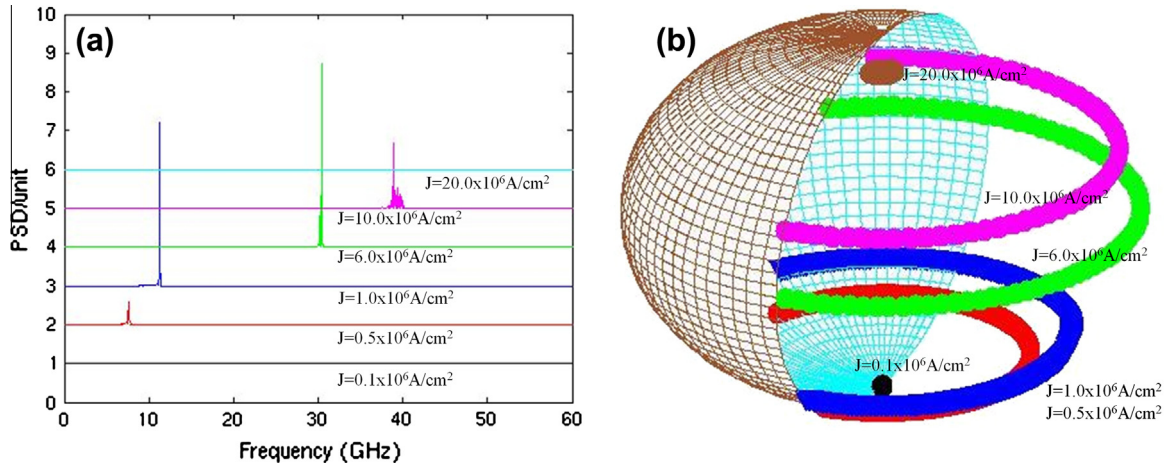 (a)
10
9
8
7
6
5
4
3
2
1
0
PSD/unit
J=20.0x10⁶A/cm²
J=10.0x10⁶A/cm²
J=6.0x10⁶A/cm²
J=1.0x10⁶A/cm²
J=0.5x10⁶A/cm²
J=0.1x10⁶A/cm²
0 10 20 30 40 50 60
Frequency (GHz)
(b)
J=20.0x10⁶A/cm²
J=10.0x10⁶A/cm²
J=6.0x10⁶A/cm²
J=0.1x10⁶A/cm²
J=1.0x10⁶A/cm²
J=0.5x10⁶A/cm²